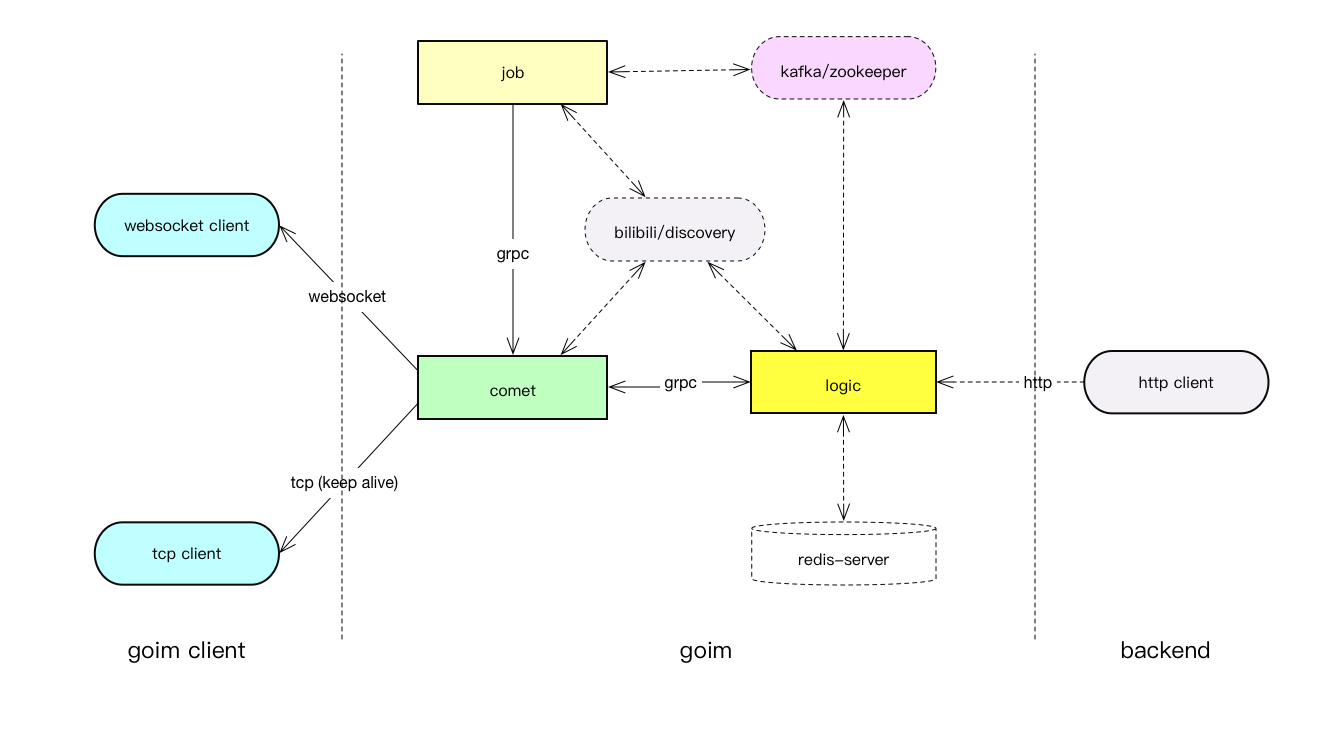 job
kafka/zookeeper
websocket client
bilibili/discovery
grpc
websocket
comet
grpc
logic
http
http client
tcp (keep alive)
tcp client
redis-server
goim client
goim
backend